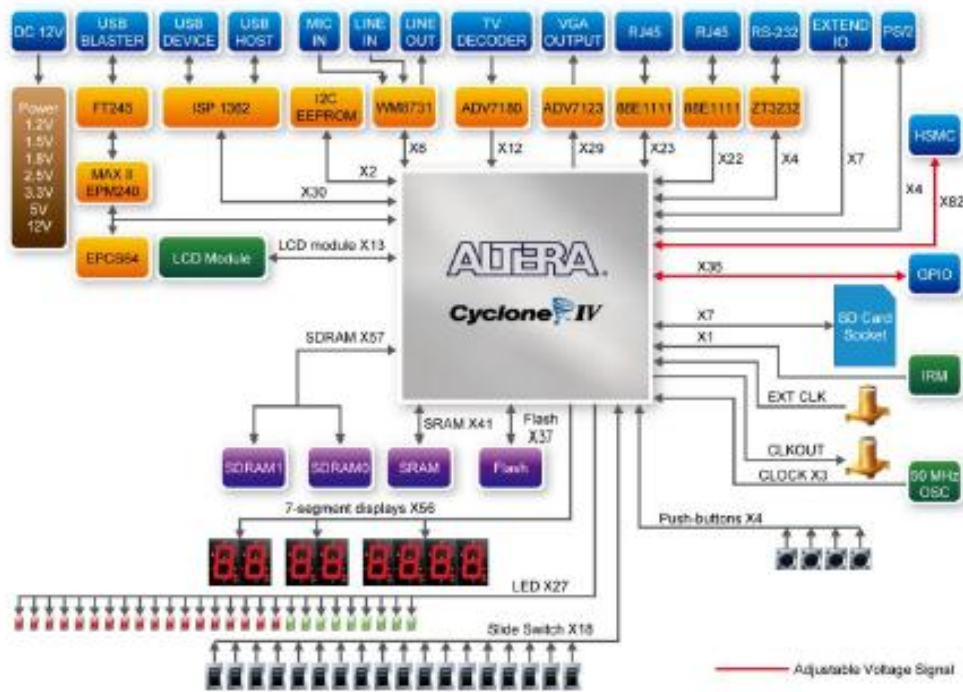 DC 12V
USB
BLASTER
USB
DEVICE
USB
HOST
MIC
IN
LINE
IN
LINE
OUT
TV
DECODER
VGA
OUTPUT
RJ45
RJ45
RS-232
EXTEND
IO
PS/2
Power
1.2V
1.5V
1.8V
2.5V
3.3V
5V
12V
FT245
ISP 1362
I2C
EEPROM
WM8731
ADV7180
ADV7123
88E1111
88E1111
ZT3232
HSMC
MAX II
EPM240
X30
X2
X6
X12
X29
X23
X22
X4
X7
X4
X82
EPCS64
LCD Module
LCD module X13
ALTERA
Cyclone IV
X36
GPIO
X7
SD Card
Socket
X1
IRM
EXT CLK
CLKOUT
CLOCK X3
50 MHz
OSC
SDRAM X57
SRAM X41
Flash
X37
SDRAM1
SDRAM0
SRAM
Flash
7-segment displays X56
88
88
8888
Push-buttons X4
LED X27
Slide Switch X18
Adjustable Voltage Signal